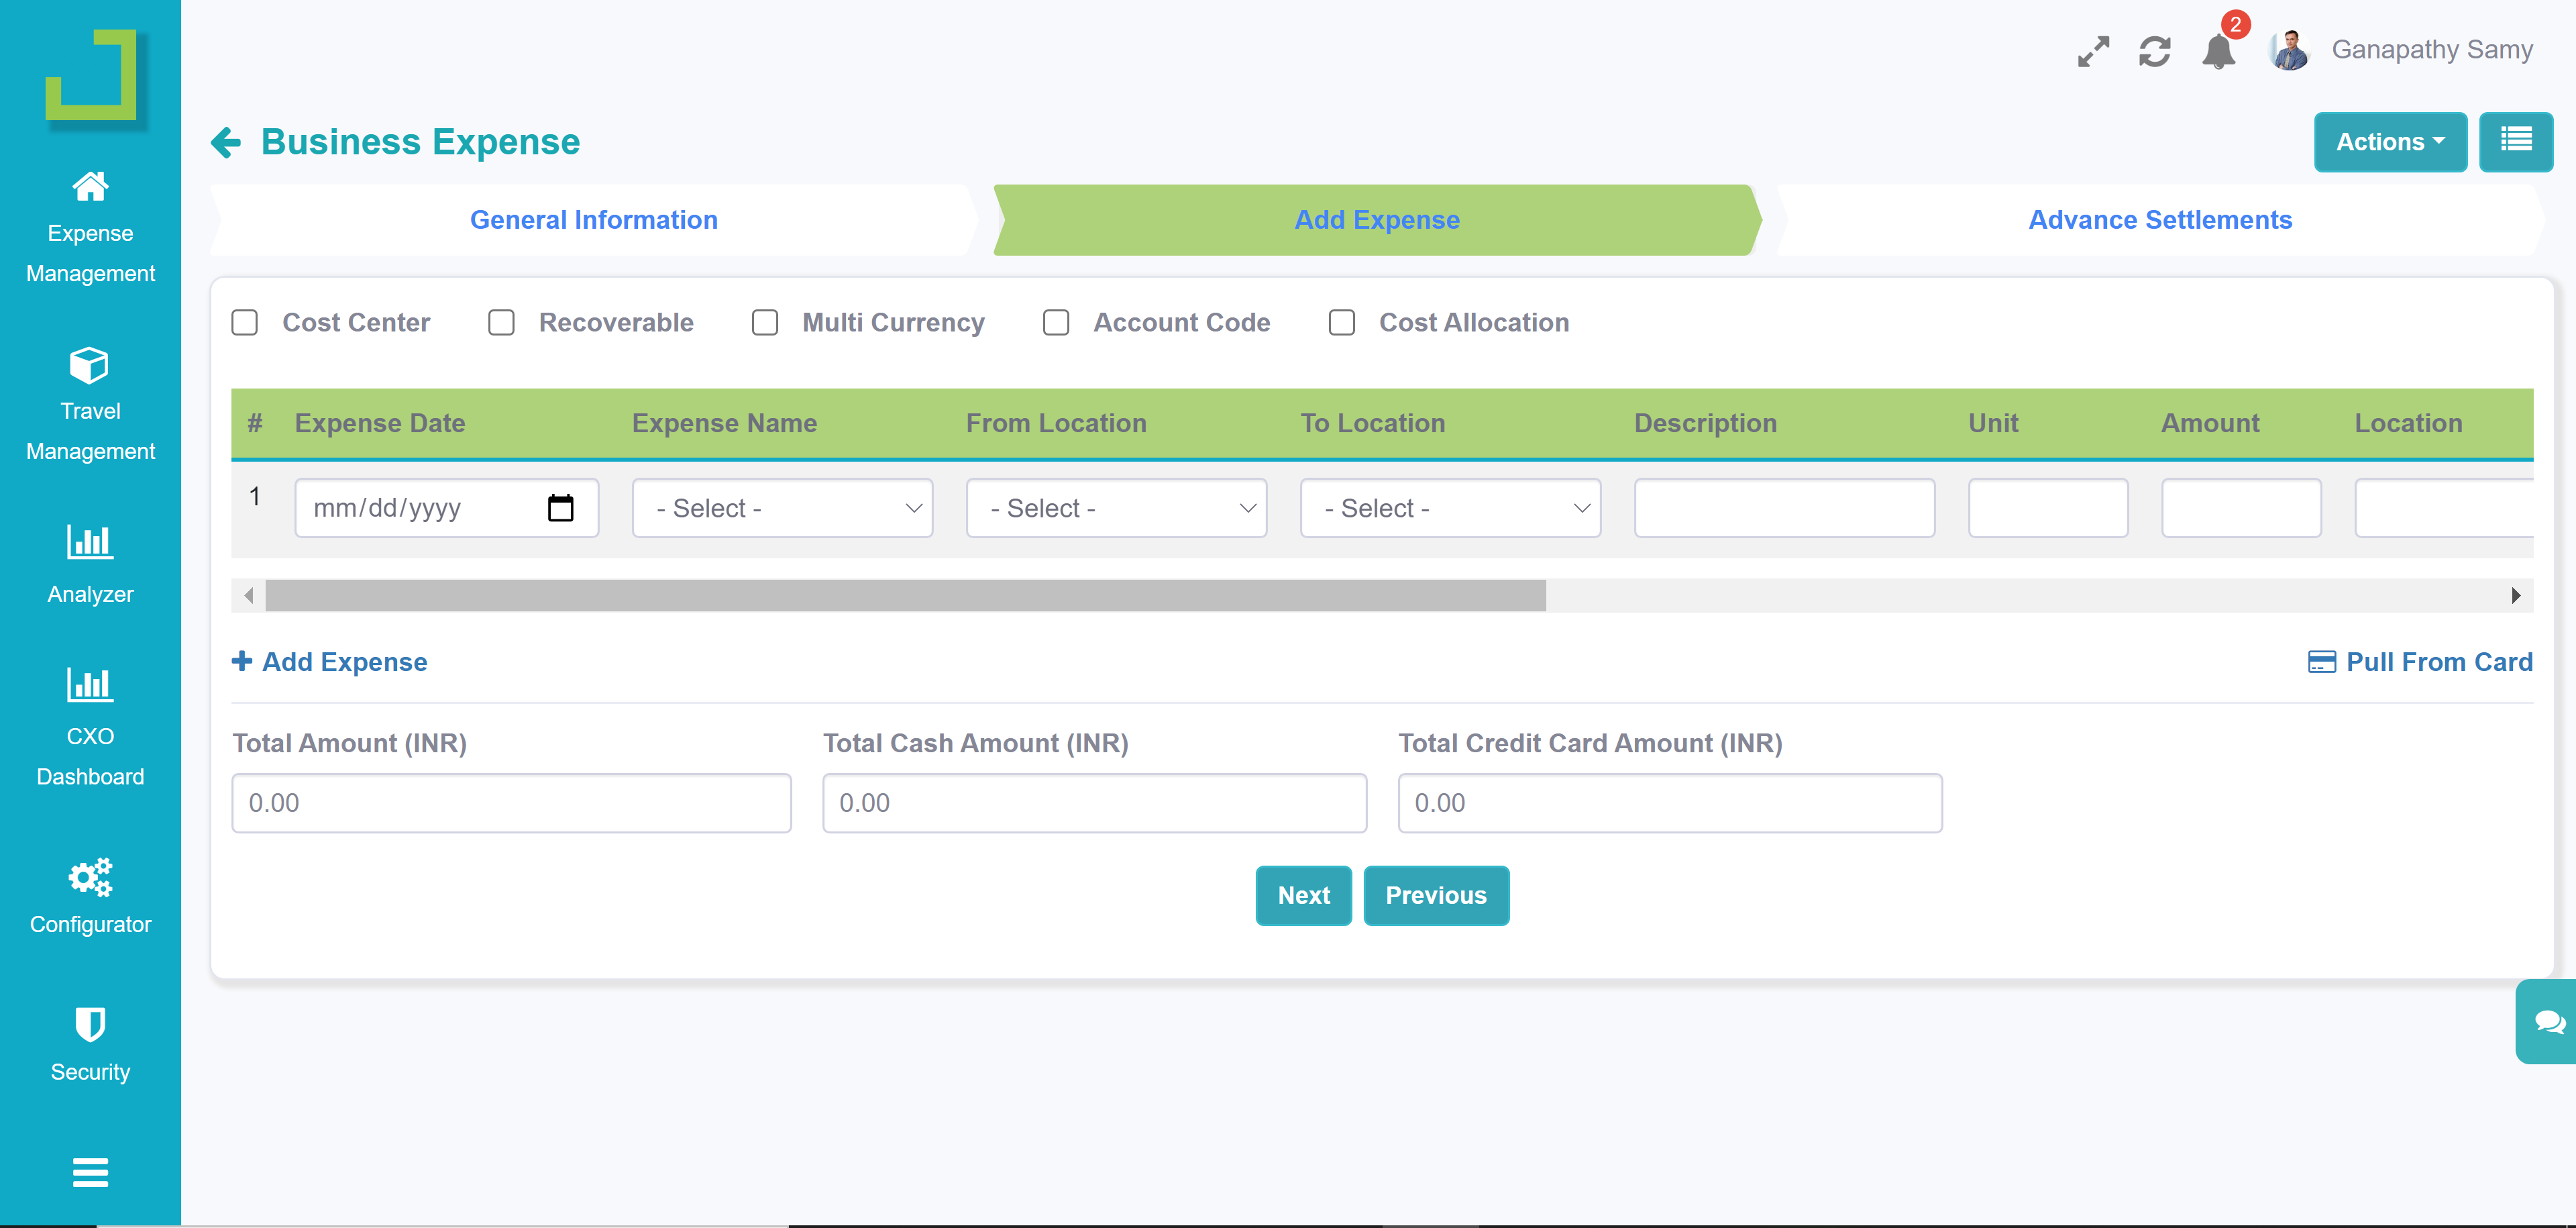 2
Ganapathy Samy
Expense
Management
Travel
Management
Analyzer
CXO
Dashboard
Configurator
Security
Business Expense
Actions
General Information
Add Expense
Advance Settlements
Cost Center
Recoverable
Multi Currency
Account Code
Cost Allocation
# Expense Date Expense Name From Location To Location Description Unit Amount Location
1 mm/dd/yyyy - Select - - Select - - Select -
Add Expense
Pull From Card
Total Amount (INR)
Total Cash Amount (INR)
Total Credit Card Amount (INR)
0.00
0.00
0.00
Next
Previous